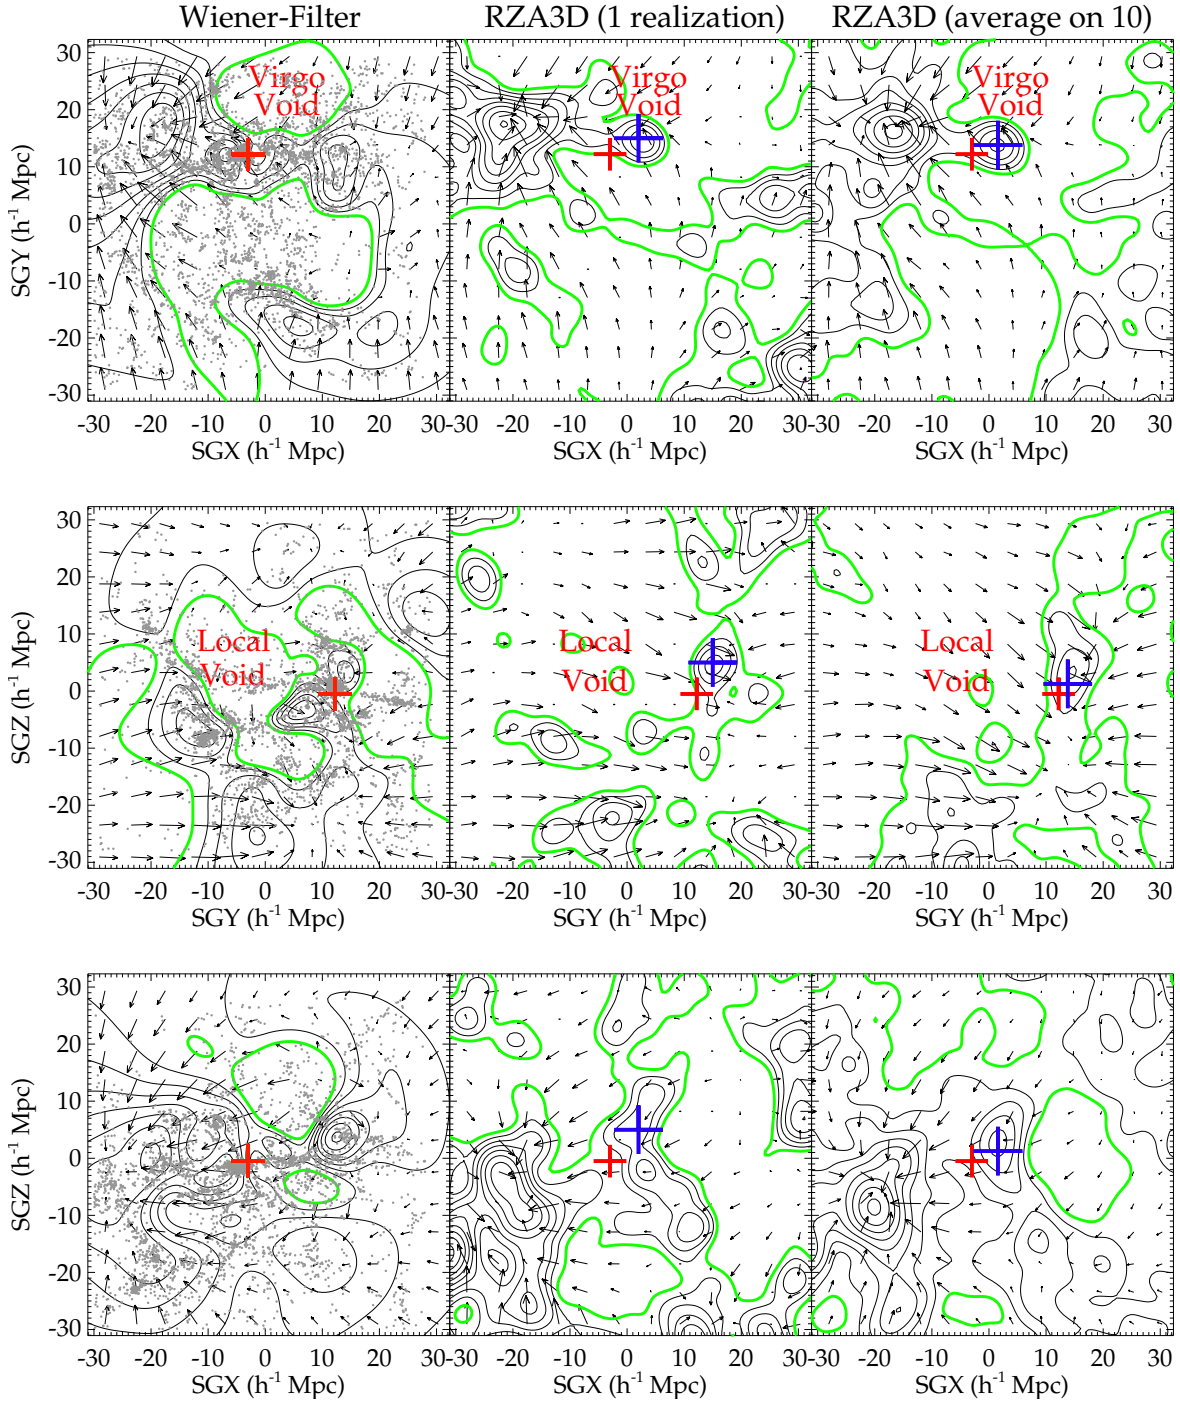 Wiener-Filter RZA3D (1 realization) RZA3D (average on 10)
30
20
10
0
-10
-20
-30
SGY (h⁻¹ Mpc)
Virgo
Void
Virgo
Void
Virgo
Void
-30 -20 -10 0 10 20 30 -30 -20 -10 0 10 20 30 -30 -20 -10 0 10 20 30
SGX (h⁻¹ Mpc) SGX (h⁻¹ Mpc) SGX (h⁻¹ Mpc)
30
20
10
0
-10
-20
-30
SGZ (h⁻¹ Mpc)
Local
Void
Local
Void
Local
Void
-30 -20 -10 0 10 20 30 -30 -20 -10 0 10 20 30 -30 -20 -10 0 10 20 30
SGY (h⁻¹ Mpc) SGY (h⁻¹ Mpc) SGY (h⁻¹ Mpc)
30
20
10
0
-10
-20
-30
SGZ (h⁻¹ Mpc)
-30 -20 -10 0 10 20 30 -30 -20 -10 0 10 20 30 -30 -20 -10 0 10 20 30
SGX (h⁻¹ Mpc) SGX (h⁻¹ Mpc) SGX (h⁻¹ Mpc)